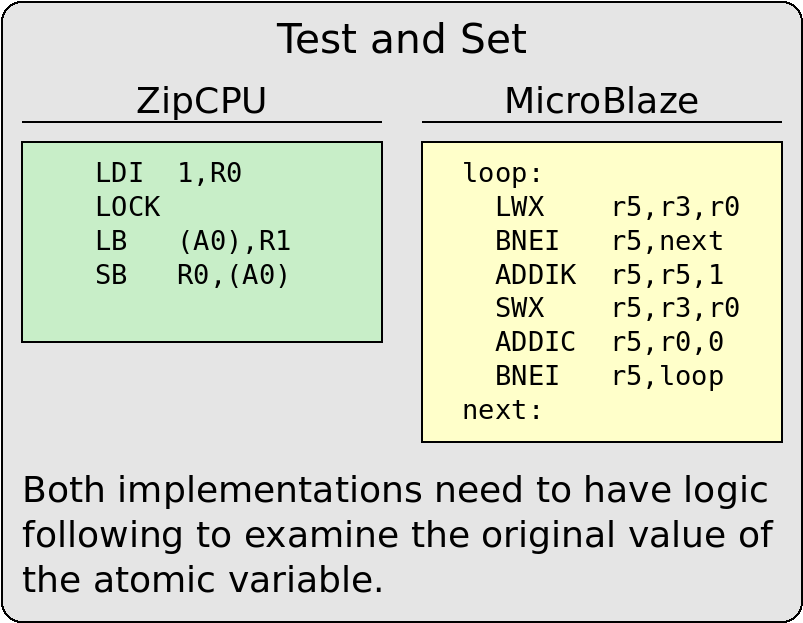 Test and Set
ZipCPU
LDI 1,R0
LOCK
LB (A0),R1
SB R0,(A0)
MicroBlaze
loop:
LWX r5,r3,r0
BNEI r5,next
ADDIK r5,r5,1
SWX r5,r3,r0
ADDIC r5,r0,0
BNEI r5,loop
next:
Both implementations need to have logic
following to examine the original value of
the atomic variable.